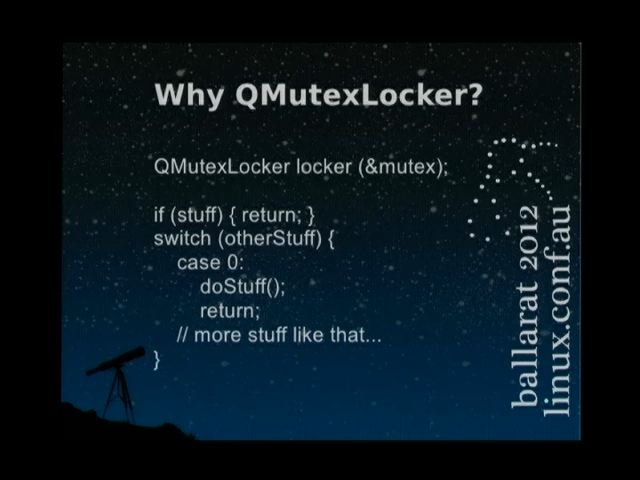 Why QMutexLocker?
QMutexLocker locker (&mutex);
if (stuff) { return; }
switch (otherStuff) {
case 0:
doStuff();
return;
// more stuff like that...
}
ballarat 2012
linux.conf.au